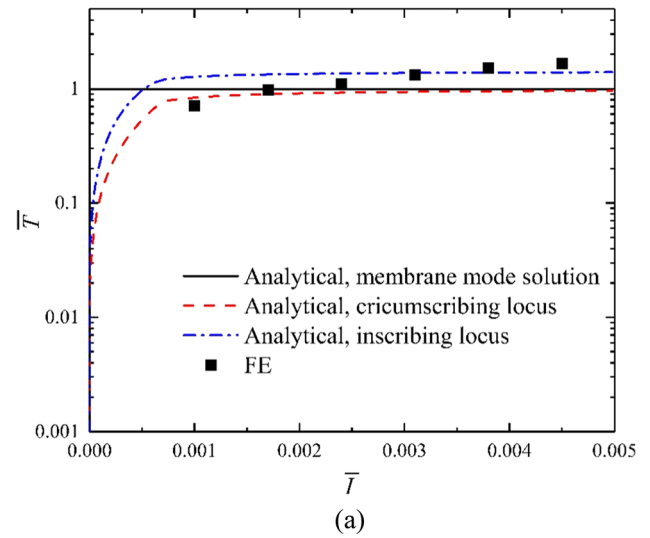 1
0.1
0.01
0.001
T̅
Analytical, membrane mode solution
Analytical, cricumscribing locus
Analytical, inscribing locus
FE
0.000 0.001 0.002 0.003 0.004 0.005
I̅
(a)